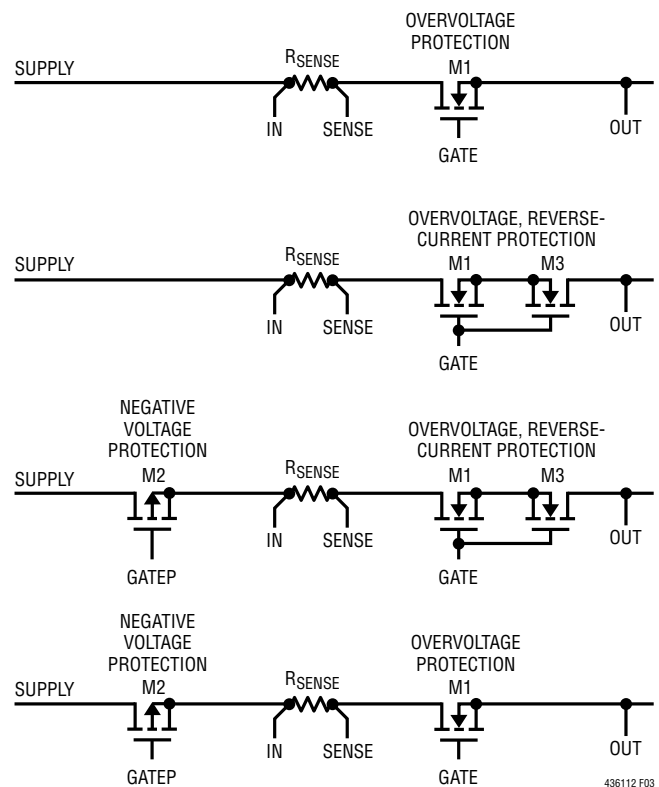 OVERVOLTAGE
PROTECTION
SUPPLY
RSENSE
M1
IN
SENSE
GATE
OUT
OVERVOLTAGE, REVERSE-
CURRENT PROTECTION
SUPPLY
RSENSE
M1
M3
IN
SENSE
GATE
OUT
NEGATIVE
VOLTAGE
PROTECTION
OVERVOLTAGE, REVERSE-
CURRENT PROTECTION
SUPPLY
M2
RSENSE
M1
M3
IN
SENSE
OUT
GATEP
GATE
NEGATIVE
VOLTAGE
PROTECTION
OVERVOLTAGE
PROTECTION
SUPPLY
M2
RSENSE
M1
IN
SENSE
OUT
GATEP
GATE
436112 F03